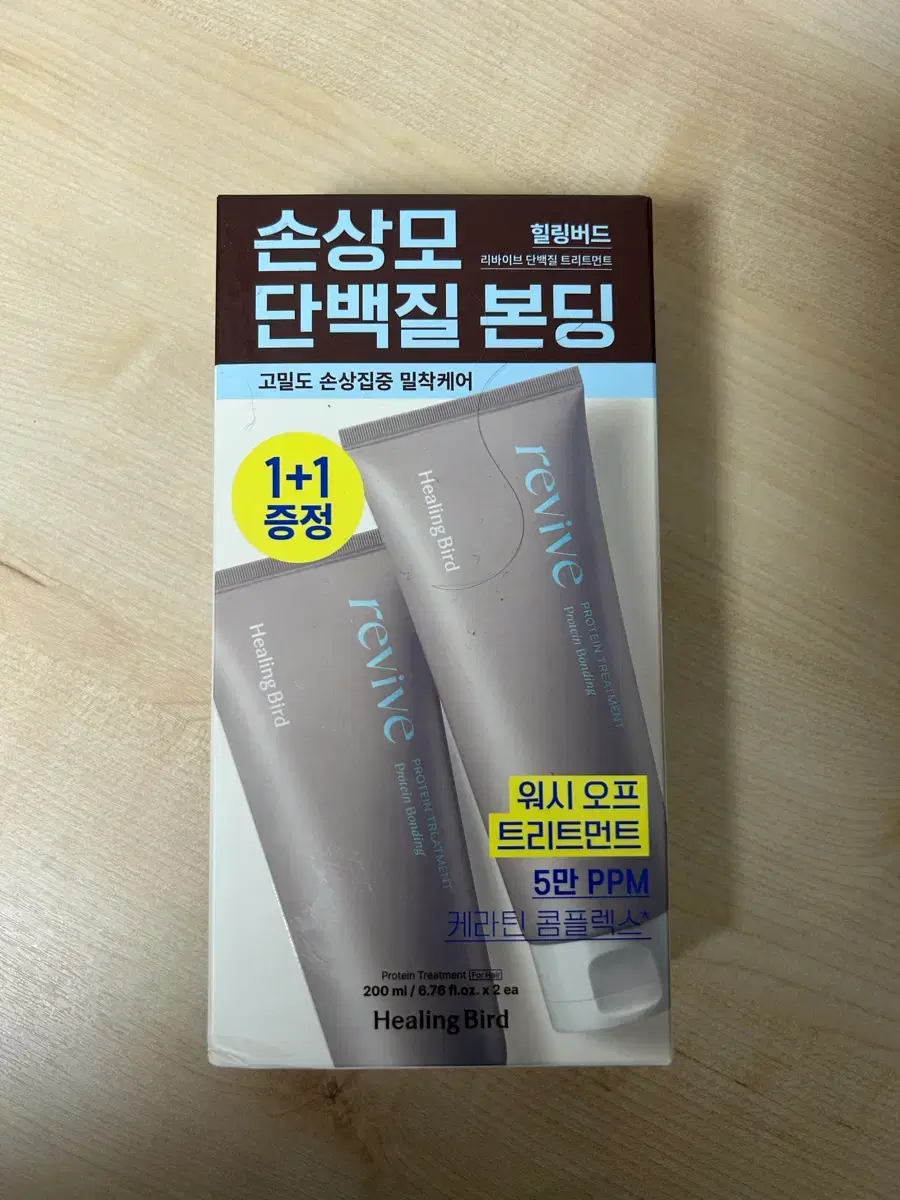 손상모
단백질 본딩
힐링버드
리바이브 단백질 트리트먼트
고밀도 손상집중 밀착케어
1+1
증정
Healing Bird
revive
PROTEIN TREATMENT
Protein Bonding
Healing Bird
revive
PROTEIN TREATMENT
Protein Bonding
워시 오프
트리트먼트
5만 PPM
케라틴 콤플렉스*
Protein Treatment For Hair
200 ml / 6.76 fl.oz. x 2 ea
Healing Bird